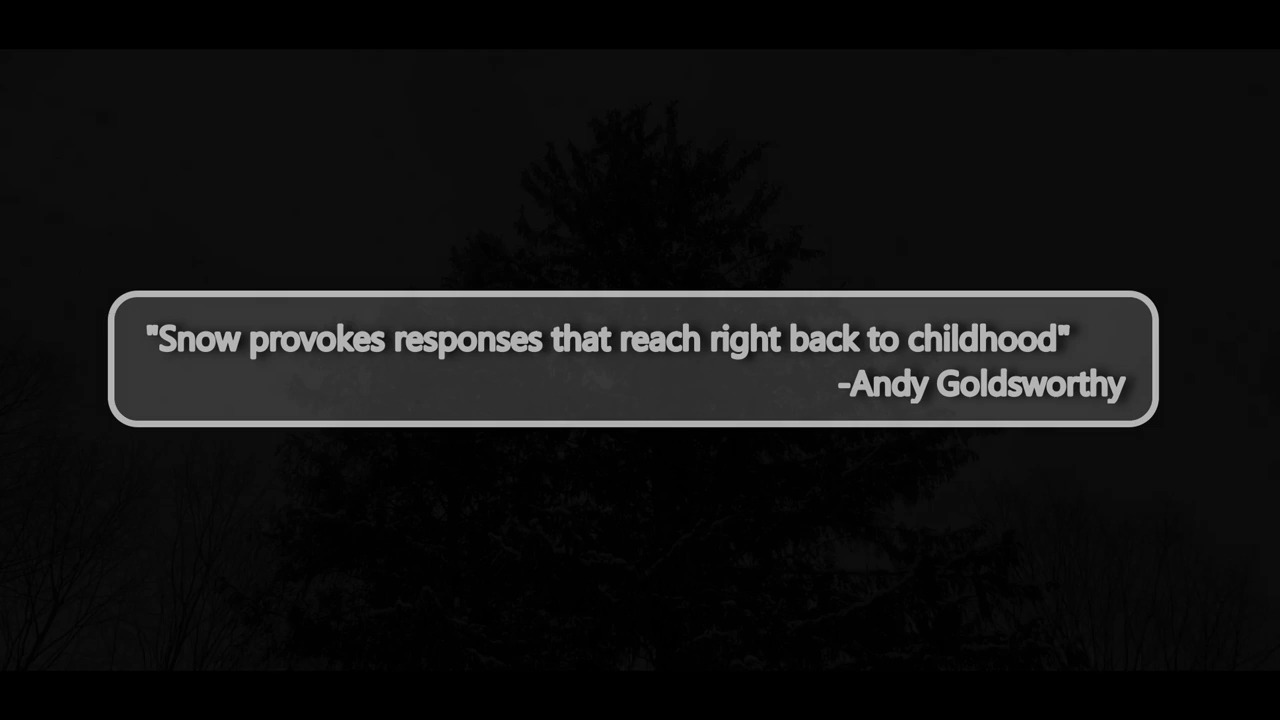 "Snow provokes responses that reach right back to childhood"
-Andy Goldsworthy